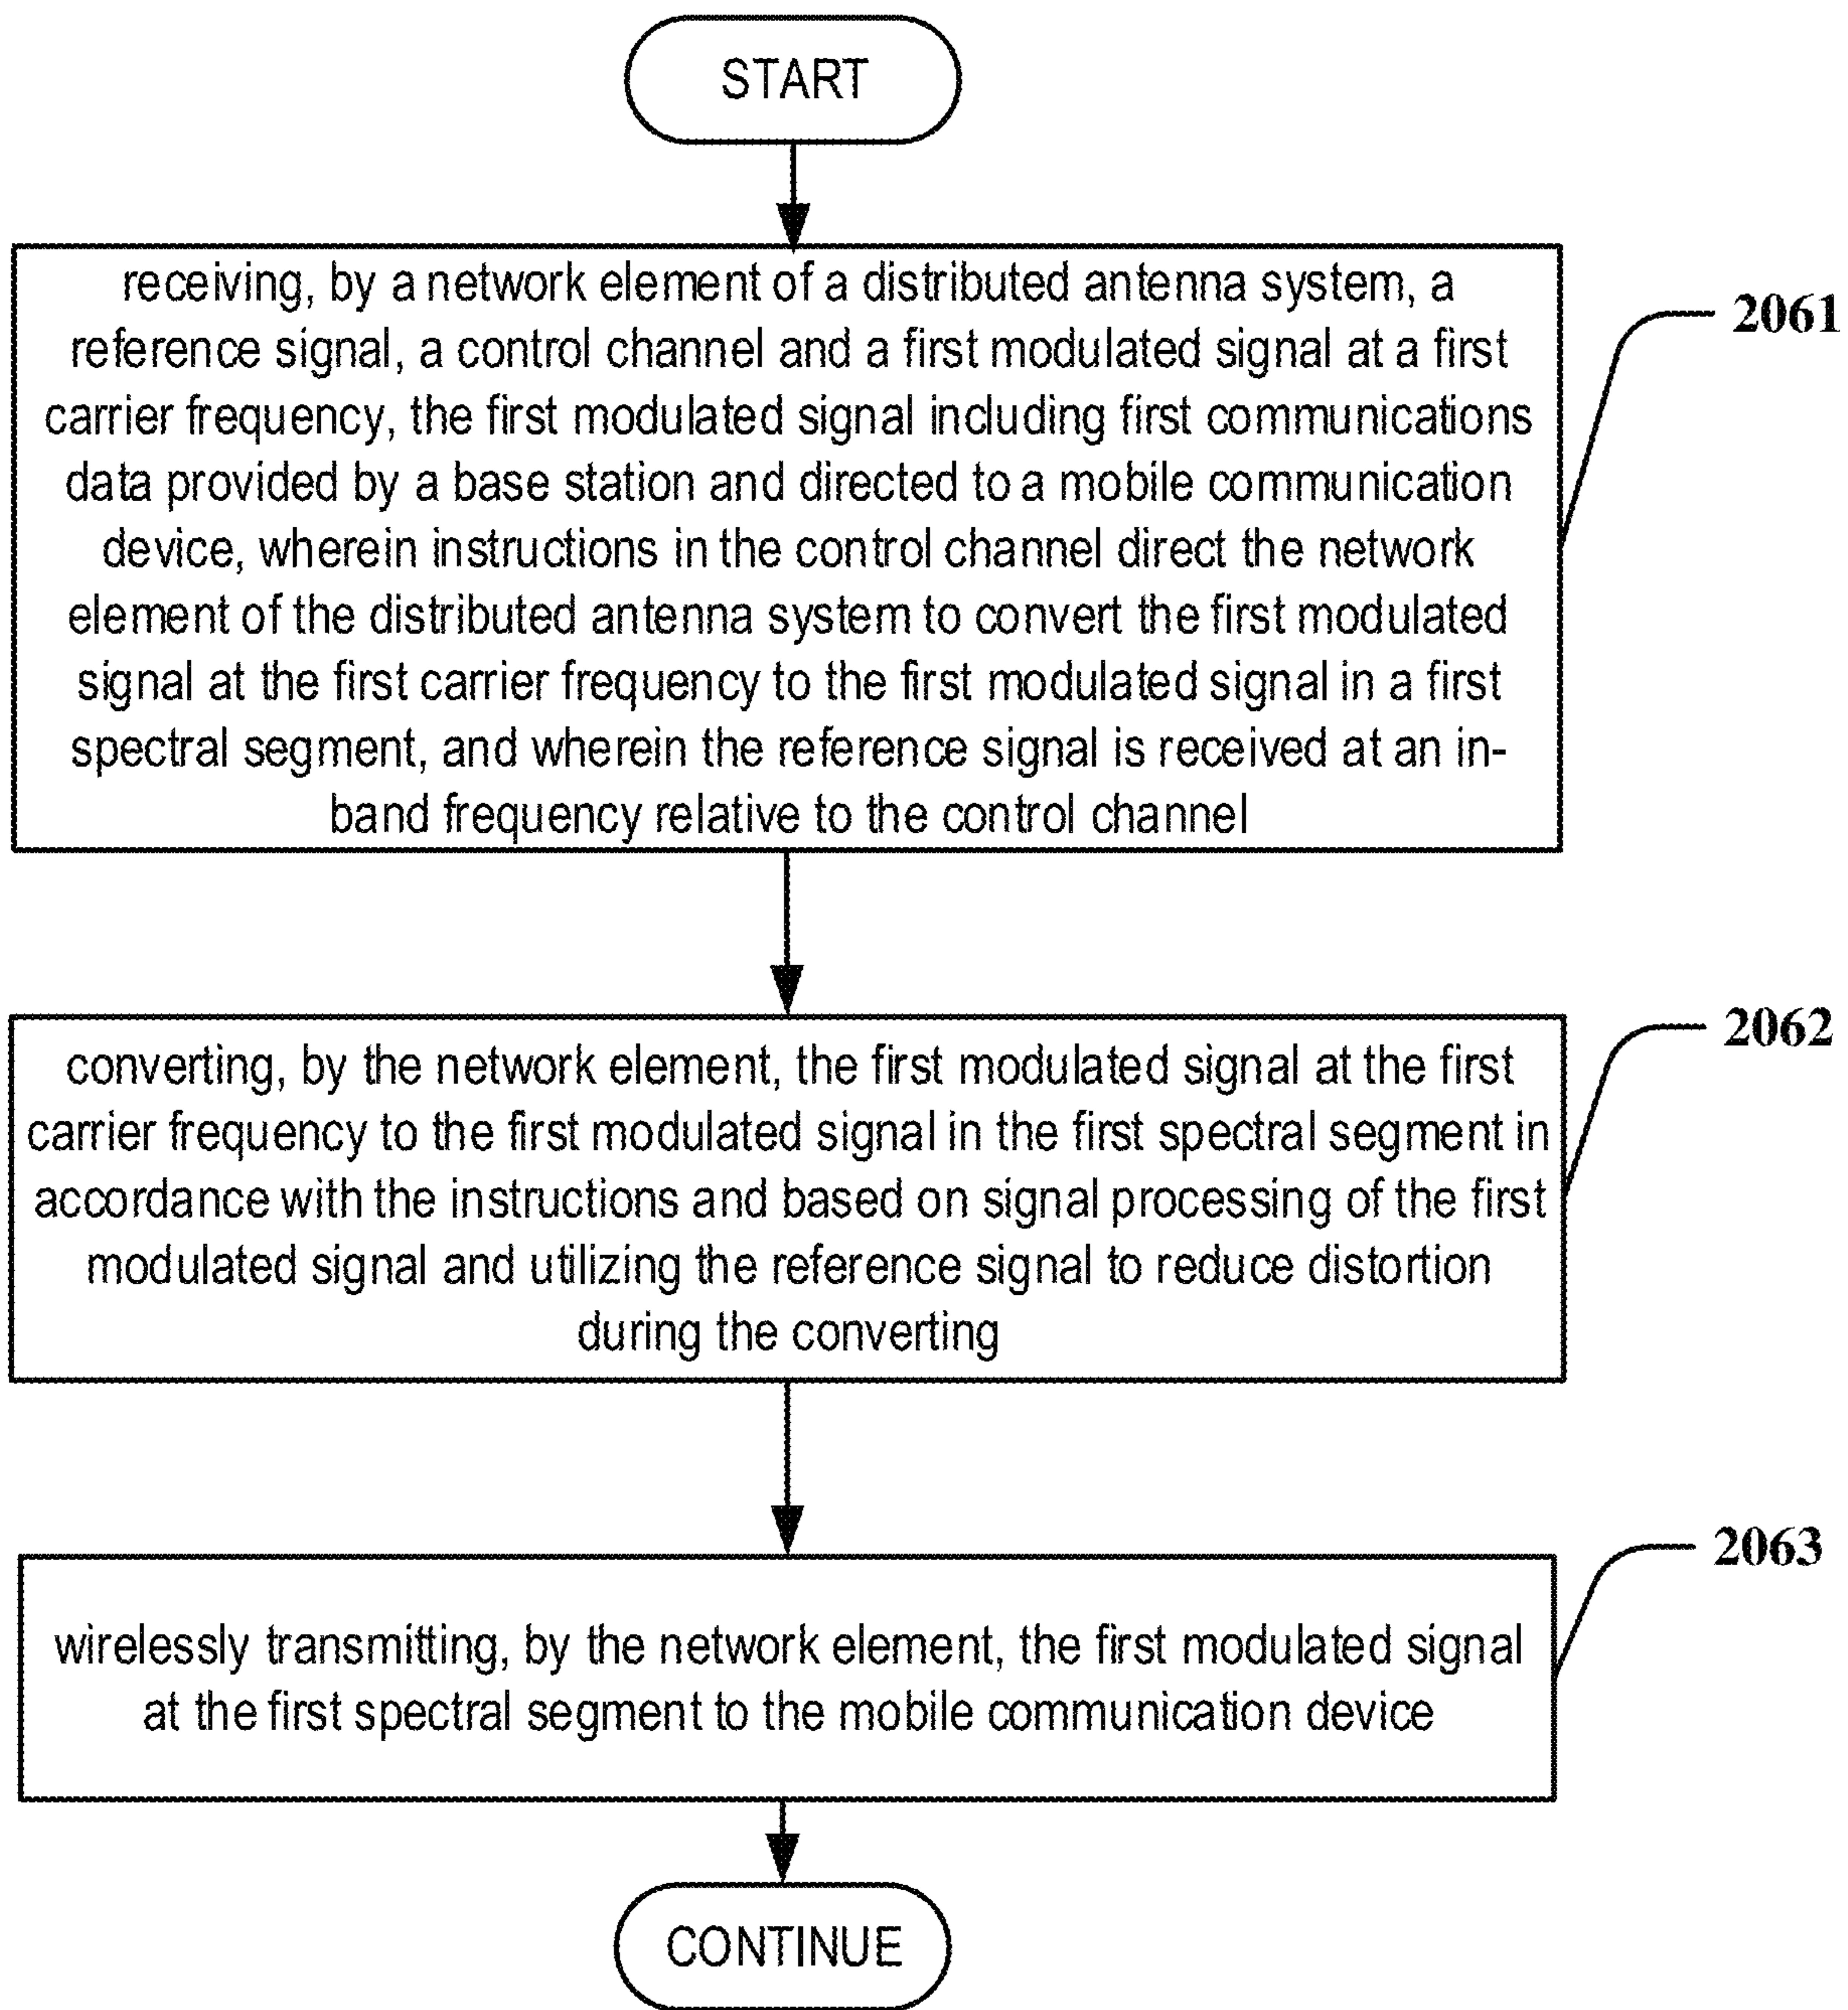 START
receiving, by a network element of a distributed antenna system, a
reference signal, a control channel and a first modulated signal at a first
carrier frequency, the first modulated signal including first communications
data provided by a base station and directed to a mobile communication
device, wherein instructions in the control channel direct the network
element of the distributed antenna system to convert the first modulated
signal at the first carrier frequency to the first modulated signal in a first
spectral segment, and wherein the reference signal is received at an in-
band frequency relative to the control channel
2061
converting, by the network element, the first modulated signal at the first
carrier frequency to the first modulated signal in the first spectral segment in
accordance with the instructions and based on signal processing of the first
modulated signal and utilizing the reference signal to reduce distortion
during the converting
2062
wirelessly transmitting, by the network element, the first modulated signal
at the first spectral segment to the mobile communication device
2063
CONTINUE